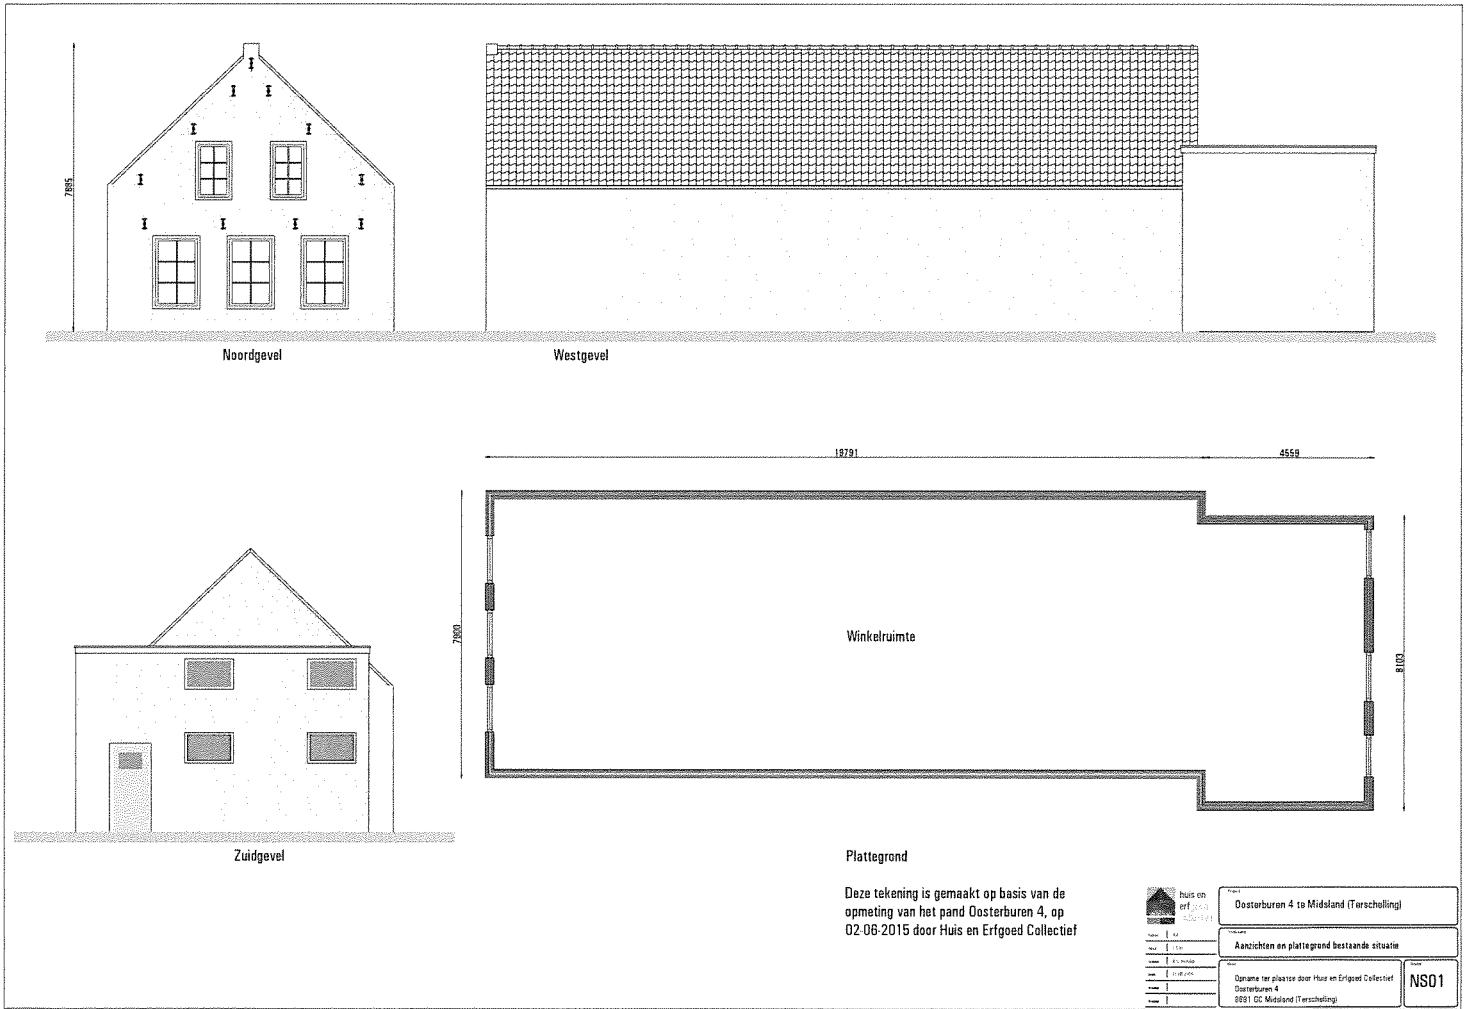 7885
Noordgevel
Westgevel
19791
4559
7900
Winkelruimte
8103
Zuidgevel
Plattegrond
Deze tekening is gemaakt op basis van de
opmeting van het pand Oosterburen 4, op
02-06-2015 door Huis en Erfgoed Collectief
huis en
Oosterburen 4 te Midsland (Terschelling)
Aanzichten en plattegrond bestaande situatie
Opname ter plaatse door Huis en Erfgoed Collectief
Oosterburen 4
8891 GC Midsland (Terschelling)
NS01